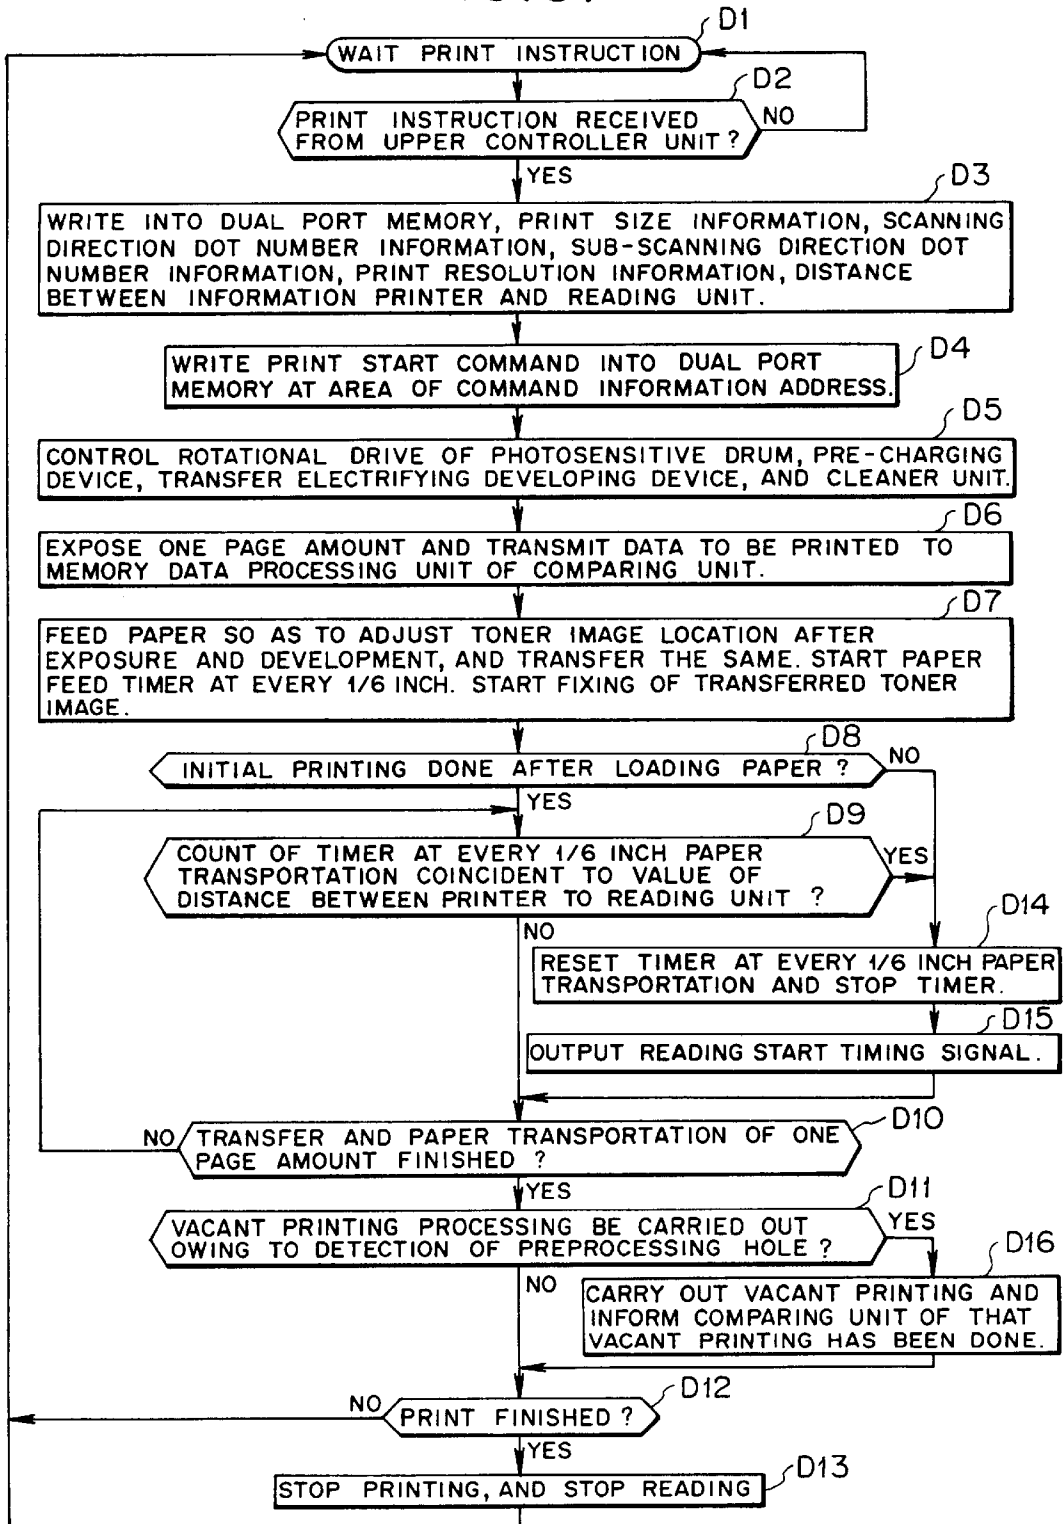 D1
WAIT PRINT INSTRUCTION
D2
PRINT INSTRUCTION RECEIVED
FROM UPPER CONTROLLER UNIT?
NO
YES
D3
WRITE INTO DUAL PORT MEMORY, PRINT SIZE INFORMATION, SCANNING
DIRECTION DOT NUMBER INFORMATION, SUB-SCANNING DIRECTION DOT
NUMBER INFORMATION, PRINT RESOLUTION INFORMATION, DISTANCE
BETWEEN INFORMATION PRINTER AND READING UNIT.
D4
WRITE PRINT START COMMAND INTO DUAL PORT
MEMORY AT AREA OF COMMAND INFORMATION ADDRESS.
D5
CONTROL ROTATIONAL DRIVE OF PHOTOSENSITIVE DRUM, PRE-CHARGING
DEVICE, TRANSFER ELECTRIFYING DEVELOPING DEVICE, AND CLEANER UNIT.
D6
EXPOSE ONE PAGE AMOUNT AND TRANSMIT DATA TO BE PRINTED TO
MEMORY DATA PROCESSING UNIT OF COMPARING UNIT.
D7
FEED PAPER SO AS TO ADJUST TONER IMAGE LOCATION AFTER
EXPOSURE AND DEVELOPMENT, AND TRANSFER THE SAME. START PAPER
FEED TIMER AT EVERY 1/6 INCH. START FIXING OF TRANSFERRED TONER
IMAGE.
D8
INITIAL PRINTING DONE AFTER LOADING PAPER ?
NO
YES
D9
COUNT OF TIMER AT EVERY 1/6 INCH PAPER
TRANSPORTATION COINCIDENT TO VALUE OF
DISTANCE BETWEEN PRINTER TO READING UNIT ?
YES
NO
D14
RESET TIMER AT EVERY 1/6 INCH PAPER
TRANSPORTATION AND STOP TIMER.
D15
OUTPUT READING START TIMING SIGNAL.
D10
NO
TRANSFER AND PAPER TRANSPORTATION OF ONE
PAGE AMOUNT FINISHED ?
YES
D11
VACANT PRINTING PROCESSING BE CARRIED OUT
OWING TO DETECTION OF PREPROCESSING HOLE ?
YES
NO
D16
CARRY OUT VACANT PRINTING AND
INFORM COMPARING UNIT OF THAT
VACANT PRINTING HAS BEEN DONE.
D12
NO
PRINT FINISHED ?
YES
D13
STOP PRINTING, AND STOP READING